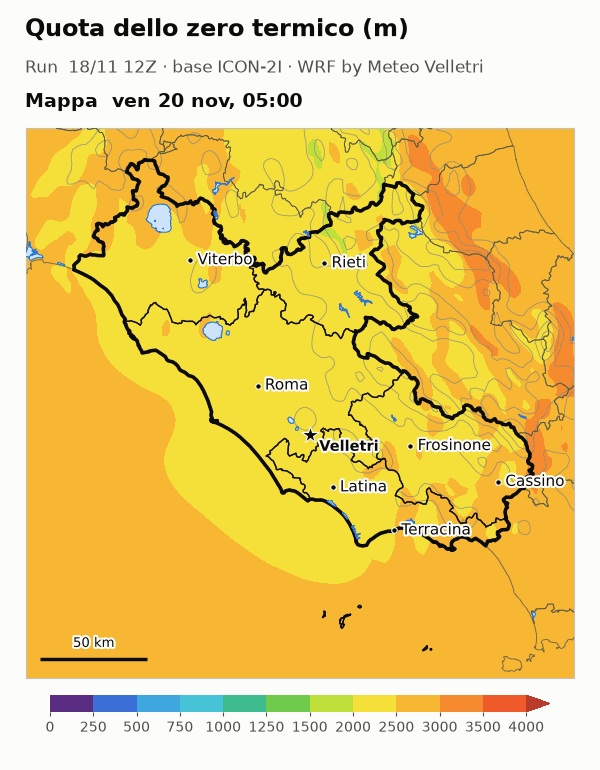 Quota dello zero termico (m)
Run 18/11 12Z · base ICON-2I · WRF by Meteo Velletri
Mappa ven 20 nov, 05:00
Viterbo
Rieti
Roma
Velletri
Frosinone
Cassino
Latina
Terracina
50 km
0 250 500 750 1000 1250 1500 2000 2500 3000 3500 4000